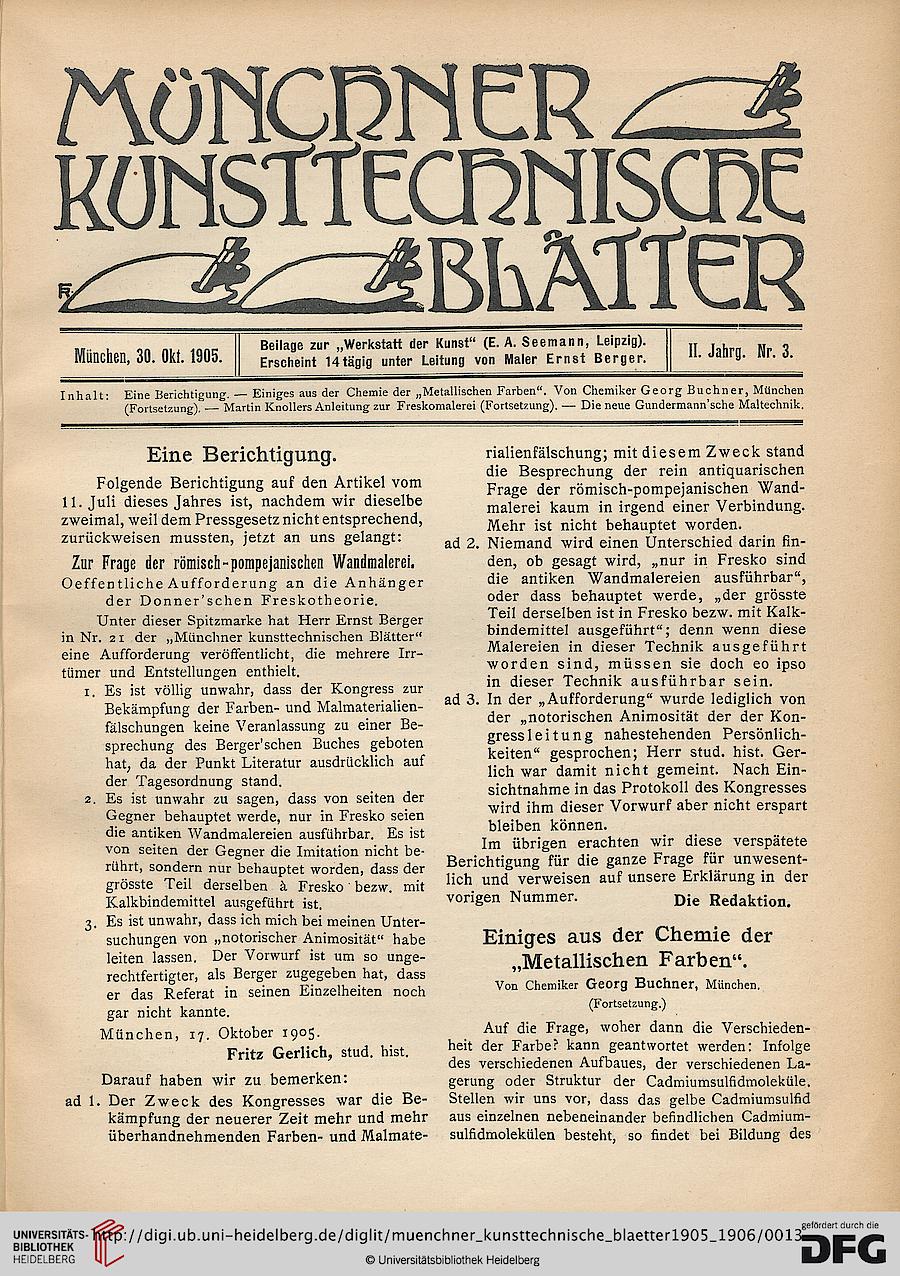 MÜNCHNER
KUNSTTECHNISCHE
BLÄTTER
FR
München, 30. Okt. 1905.
Beilage zur „Werkstatt der Kunst“ (E. A. Seemann, Leipzig).
Erscheint 14tägig unter Leitung von Maler Ernst Berger.
II. Jahrg. Nr. 3.
Inhalt: Eine Berichtigung. — Einiges aus der Chemie der „Metallischen Farben“. Von Chemiker Georg Buchner, München
(Fortsetzung). — Martin Knollers Anleitung zur Freskomalerei (Fortsetzung). — Die neue Gundermann'sche Maltechnik.
Eine Berichtigung.
Folgende Berichtigung auf den Artikel vom
11. Juli dieses Jahres ist, nachdem wir dieselbe
zweimal, weil dem Pressgesetz nicht entsprechend,
zurückweisen mussten, jetzt an uns gelangt:
Zur Frage der römisch-pompejanischen Wandmalerei.
Oeffentliche Aufforderung an die Anhänger
der Donner'schen Freskotheorie.
Unter dieser Spitzmarke hat Herr Ernst Berger
in Nr. 21 der „Münchner kunsttechnischen Blätter“
eine Aufforderung veröffentlicht, die mehrere Irr-
tümer und Entstellungen enthielt.
1. Es ist völlig unwahr, dass der Kongress zur
Bekämpfung der Farben- und Malmaterialien-
fälschungen keine Veranlassung zu einer Be-
sprechung des Berger'schen Buches geboten
hat, da der Punkt Literatur ausdrücklich auf
der Tagesordnung stand.
2. Es ist unwahr zu sagen, dass von seiten der
Gegner behauptet werde, nur in Fresko seien
die antiken Wandmalereien ausführbar. Es ist
von seiten der Gegner die Imitation nicht be-
rührt, sondern nur behauptet worden, dass der
grösste Teil derselben à Fresko bezw. mit
Kalkbindemittel ausgeführt ist.
3. Es ist unwahr, dass ich mich bei meinen Unter-
suchungen von „notorischer Animosität“ habe
leiten lassen. Der Vorwurf ist um so unge-
rechtfertigter, als Berger zugegeben hat, dass
er das Referat in seinen Einzelheiten noch
gar nicht kannte.
München, 17. Oktober 1905.
Fritz Gerlich, stud. hist.
Darauf haben wir zu bemerken:
ad 1. Der Zweck des Kongresses war die Be-
kämpfung der neuerer Zeit mehr und mehr
überhandnehmenden Farben- und Malmate-
rialienfälschung; mit diesem Zweck stand
die Besprechung der rein antiquarischen
Frage der römisch-pompejanischen Wand-
malerei kaum in irgend einer Verbindung.
Mehr ist nicht behauptet worden.
ad 2. Niemand wird einen Unterschied darin fin-
den, ob gesagt wird, „nur in Fresko sind
die antiken Wandmalereien ausführbar“,
oder dass behauptet werde, „der grösste
Teil derselben ist in Fresko bezw. mit Kalk-
bindemittel ausgeführt“; denn wenn diese
Malereien in dieser Technik ausgeführt
worden sind, müssen sie doch eo ipso
in dieser Technik ausführbar sein.
ad 3. In der „Aufforderung“ wurde lediglich von
der „notorischen Animosität der der Kon-
gressleitung nahestehenden Persönlich-
keiten“ gesprochen; Herr stud. hist. Ger-
lich war damit nicht gemeint. Nach Ein-
sichtnahme in das Protokoll des Kongresses
wird ihm dieser Vorwurf aber nicht erspart
bleiben können.
Im übrigen erachten wir diese verspätete
Berichtigung für die ganze Frage für unwesent-
lich und verweisen auf unsere Erklärung in der
vorigen Nummer.
Die Redaktion.
Einiges aus der Chemie der
„Metallischen Farben“.
Von Chemiker Georg Buchner, München.
(Fortsetzung.)
Auf die Frage, woher dann die Verschieden-
heit der Farbe? kann geantwortet werden: Infolge
des verschiedenen Aufbaues, der verschiedenen La-
gerung oder Struktur der Cadmiumsulfidmoleküle.
Stellen wir uns vor, dass das gelbe Cadmiumsulfid
aus einzelnen nebeneinander befindlichen Cadmium-
sulfidmolekülen besteht, so findet bei Bildung des
UNIVERSITÄTS-
BIBLIOTHEK
HEIDELBERG
http://digi.ub.uni-heidelberg.de/diglit/muenchner_kunsttechnische_blaetter1905_1906/0013
© Universitätsbibliothek Heidelberg
gefördert durch die
DFG